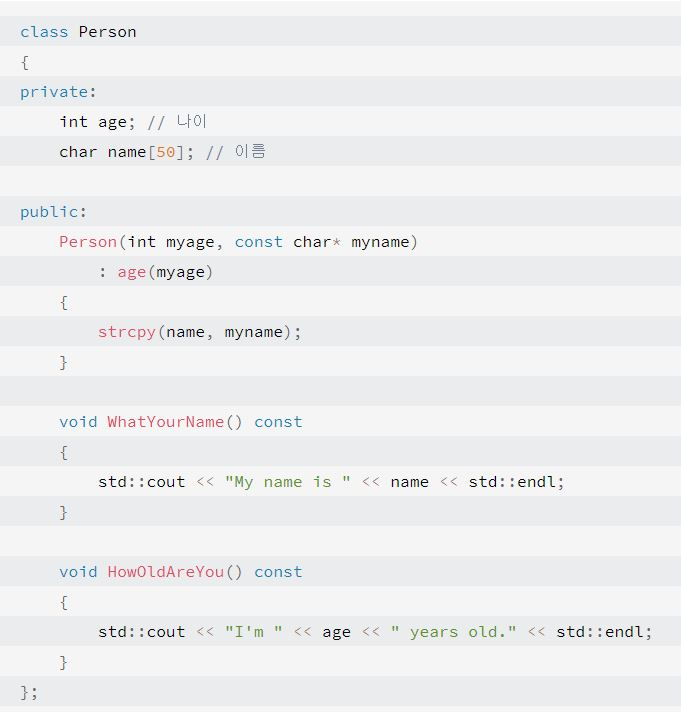 class Person
{
private:
    int age; // 나이
    char name[50]; // 이름
public:
    Person(int myage, const char* myname)
        : age(myage)
    {
        strcpy(name, myname);
    }
    void WhatYourName() const
    {
        std::cout << "My name is " << name << std::endl;
    }
    void HowOldAreYou() const
    {
        std::cout << "I'm " << age << " years old." << std::endl;
    }
};